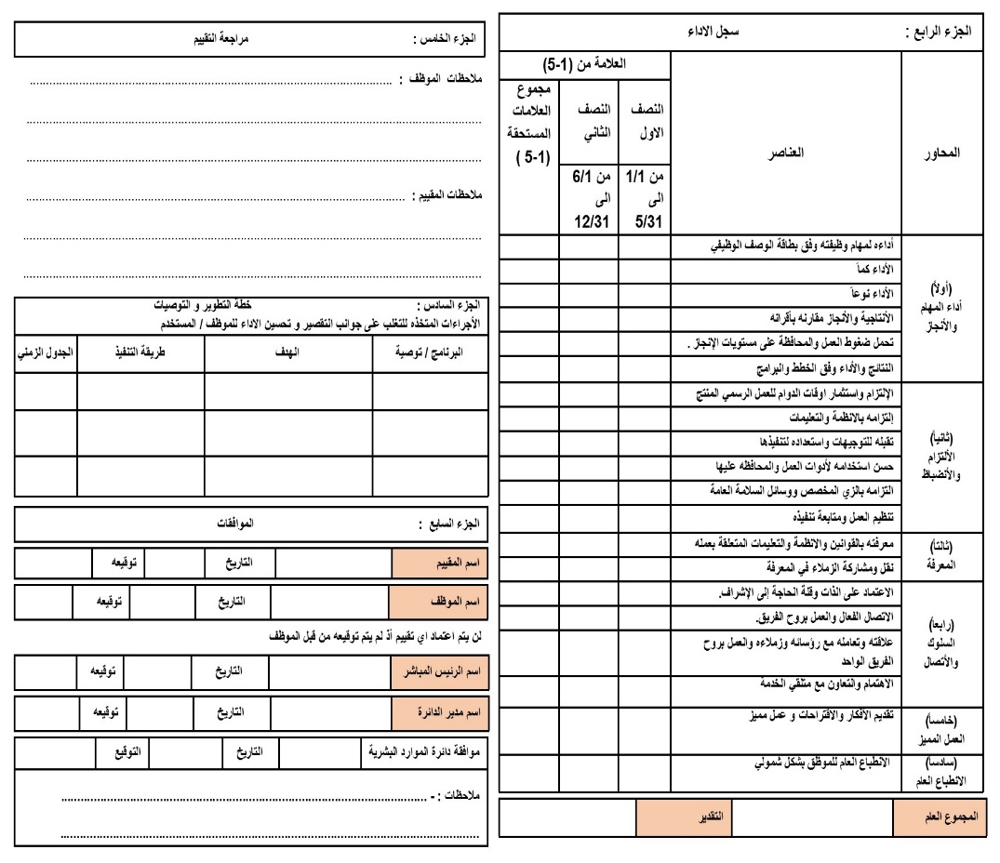 الجزء الرابع : سجل الاداء
المحاور العناصر العلامة من (1-5)
النصف الاول
النصف الثاني
مجموع العلامات المستحقة (1-5 )
من 1/1 الى 5/31
من 6/1 الى 12/31
(أولاً)
أداء المهام
والأنجاز
أداءه لمهام وظيفته وفق بطاقة الوصف الوظيفي
الأداء كماً
الأداء نوعاً
الأنتاجية والأنجاز مقارنه بأقرانه
تحمل ضغوط العمل والمحافظة على مستويات الإنجاز .
النتائج والأداء وفق الخطط والبرامج
(ثانياً)
الألتزام
والأنضباط
الإلتزام واستثمار اوقات الدوام للعمل الرسمي المنتج
إلتزامه بالانظمة والتعليمات
تقبله للتوجيهات واستعداده لتنفيذها
حسن استخدامه لأدوات العمل والمحافظه عليها
التزامه بالزي المخصص ووسائل السلامة العامة
تنظيم العمل ومتابعة تنفيذه
(ثالثاً)
المعرفة
معرفته بالقوانين والانظمة والتعليمات المتعلقة بعمله
نقل ومشاركة الزملاء في المعرفة
(رابعاً)
السلوك
والأتصال
الاعتماد على الذات وقلة الحاجة إلى الإشراف.
الاتصال الفعال والعمل بروح الفريق.
علاقته وتعامله مع رؤسائه وزملاءه والعمل بروح
الفريق الواحد
الاهتمام والتعاون مع متلقي الخدمة
(خامساً)
العمل المميز
تقديم الأفكار والاقتراحات و عمل مميز
(سادسا)
الانطباع العام
الانطباع العام للموظف بشكل شمولي
المجموع العام التقدير
الجزء الخامس : مراجعة التقييم
ملاحظات الموظف :
ملاحظات المقييم :
الجزء السادس : خطة التطوير و التوصيات
الأجراءات المتخذه للتغلب على جوانب التقصير و تحسين الاداء للموظف / المستخدم
البرنامج / توصية الهدف طريقة التنفيذ الجدول الزمني
الجزء السابع : الموافقات
اسم المقييم التاريخ توقيعه
اسم الموظف التاريخ توقيعه
لن يتم اعتماد اي تقييم أذ لم يتم توقيعه من قبل الموظف
اسم الرئيس المباشر التاريخ توقيعه
اسم مدير الدائرة التاريخ توقيعه
موافقة دائرة الموارد البشرية التاريخ التوقيع
ملاحظات : -